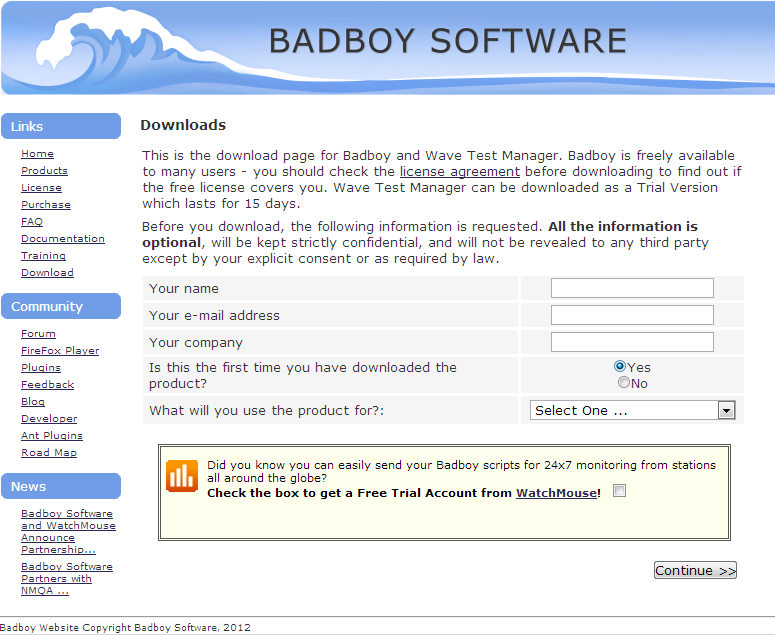 BADBOY SOFTWARE
Links
Home
Products
License
Purchase
FAQ
Documentation
Training
Download
Community
Forum
FireFox Player
Plugins
Feedback
Blog
Developer
Ant Plugins
Road Map
News
Badboy Software
and WatchMouse
Announce
Partnership...
Badboy Software
Partners with
NMQA ...
Downloads
This is the download page for Badboy and Wave Test Manager. Badboy is freely available
to many users - you should check the license agreement before downloading to find out if
the free license covers you. Wave Test Manager can be downloaded as a Trial Version
which lasts for 15 days.
Before you download, the following information is requested. All the information is
optional, will be kept strictly confidential, and will not be revealed to any third party
except by your explicit consent or as required by law.
Your name
Your e-mail address
Your company
Is this the first time you have downloaded the
product?
Yes
No
What will you use the product for?:
Select One ...
Did you know you can easily send your Badboy scripts for 24x7 monitoring from stations
all around the globe?
Check the box to get a Free Trial Account from WatchMouse!
Continue >>
Badboy Website Copyright Badboy Software, 2012